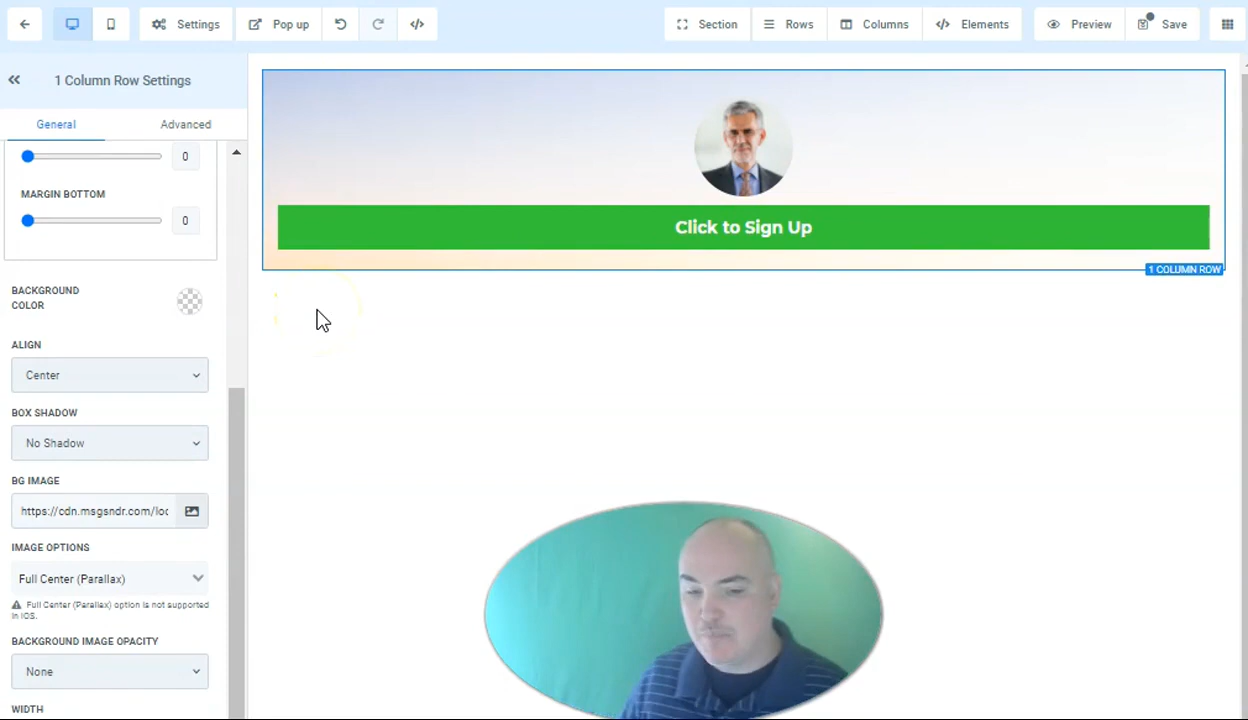 Settings
Pop up
Section
Rows
Columns
Elements
Preview
Save
1 Column Row Settings
General
Advanced
0
MARGIN BOTTOM
0
BACKGROUND
COLOR
ALIGN
Center
BOX SHADOW
No Shadow
BG IMAGE
https://cdn.msgsndr.com/loc
IMAGE OPTIONS
Full Center (Parallax)
Full Center (Parallax) option is not supported
in iOS.
BACKGROUND IMAGE OPACITY
None
WIDTH
Click to Sign Up
1 COLUMN ROW